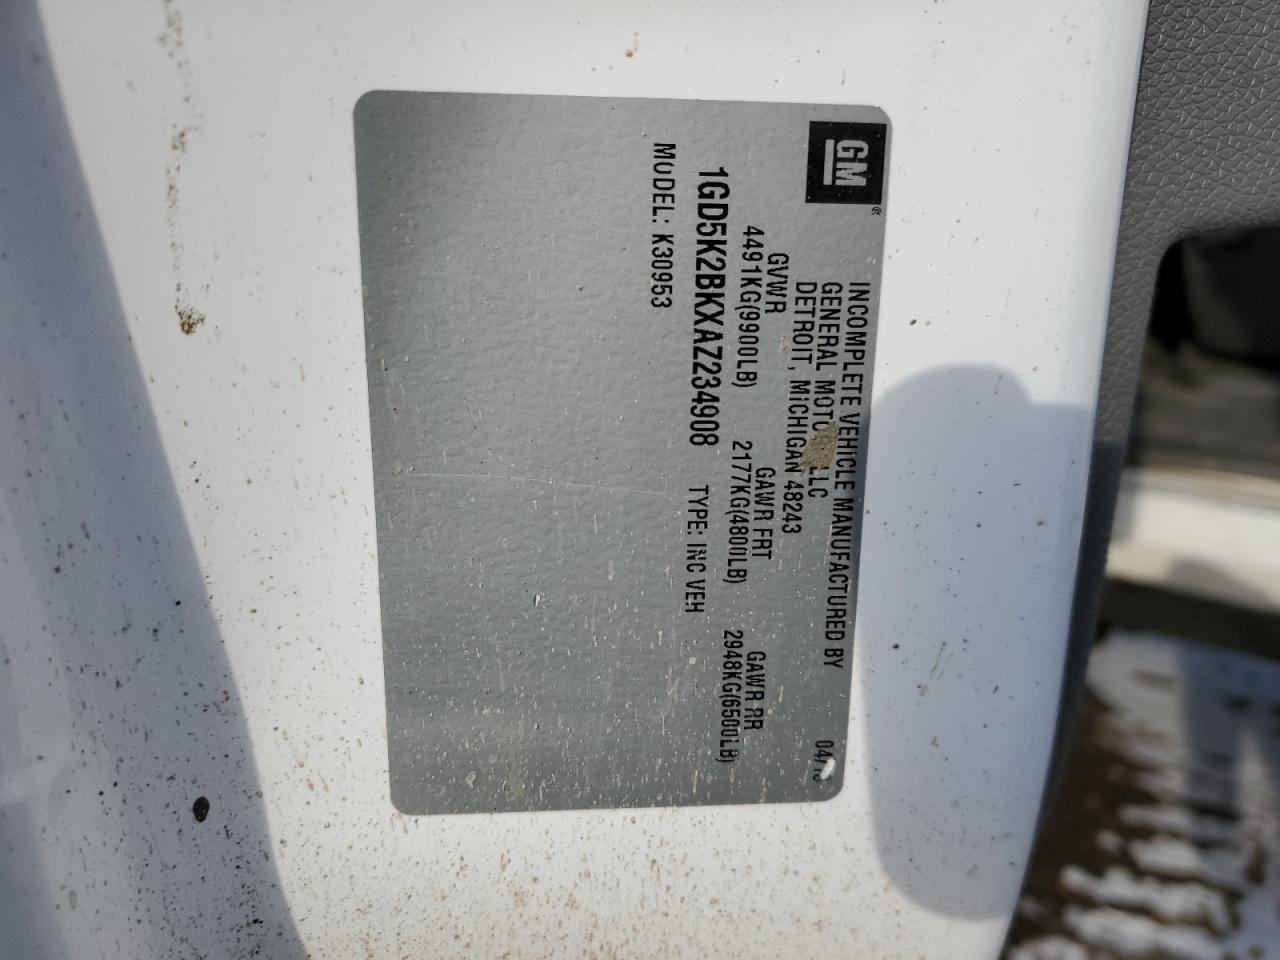 GM
INCOMPLETE VEHICLE MANUFACTURED BY
GENERAL MOTORS LLC
DETROIT, MICHIGAN 48243
GVWR GAWR FRT GAWR RR
4491KG(9900LB) 2177KG(4800LB) 2948KG(6500LB)
1GD5K2BKXAZ234908 TYPE: INC VEH
MODEL: K30953